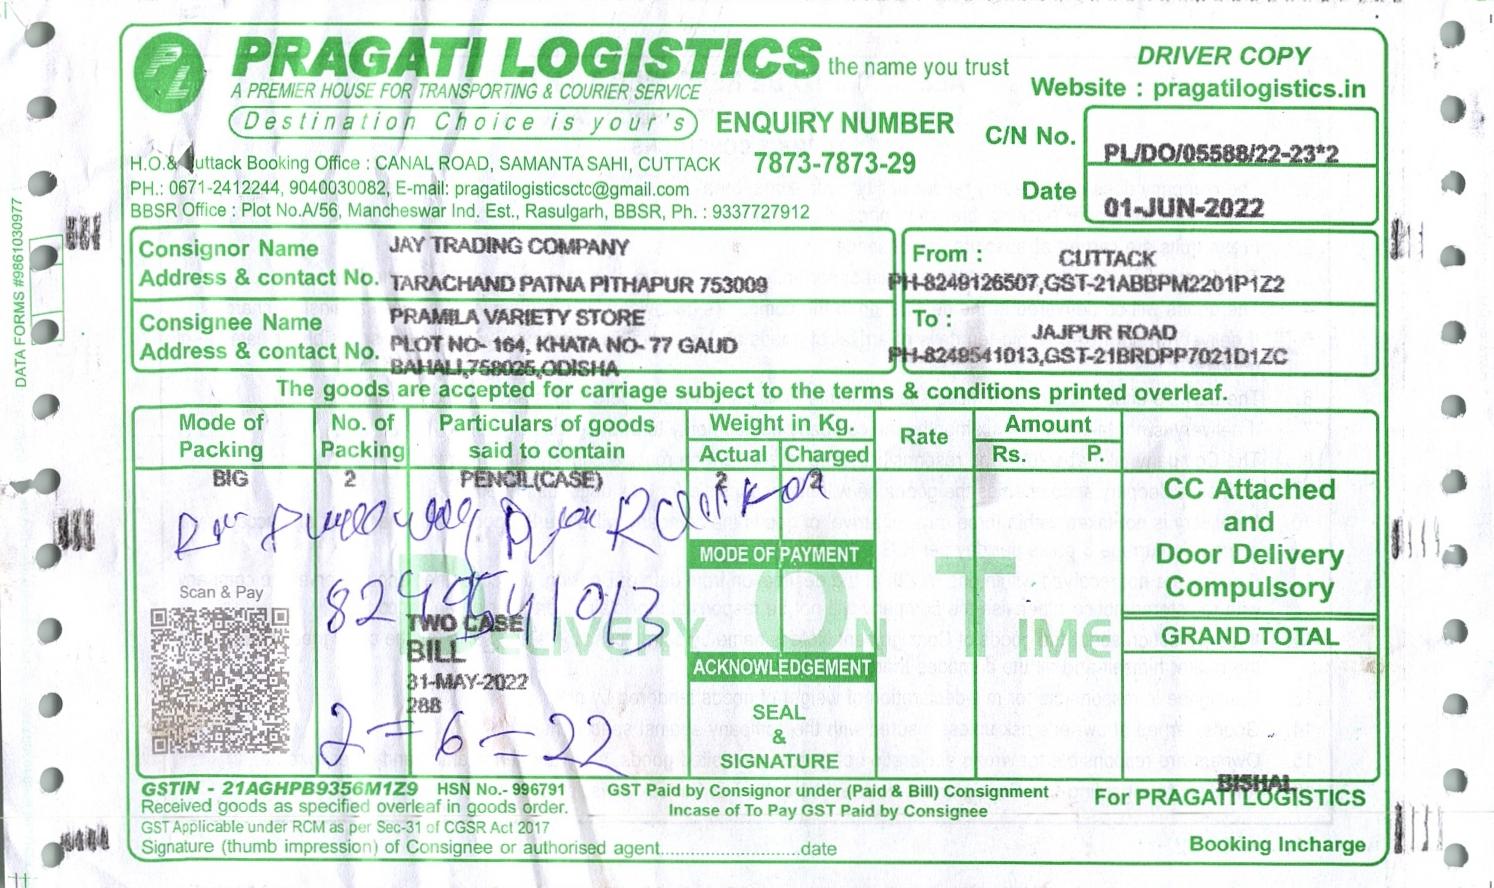 PRAGATI LOGISTICS the name you trust
DRIVER COPY
A PREMIER HOUSE FOR TRANSPORTING & COURIER SERVICE
Website : pragatilogistics.in
Destination Choice is your's
ENQUIRY NUMBER
7873-7873-29
C/N No. PL/DO/05588/22-23*2
Date 01-JUN-2022
H.O.& Cuttack Booking Office : CANAL ROAD, SAMANTA SAHI, CUTTACK
PH.: 0671-2412244, 9040030082, E-mail: pragatilogisticsctc@gmail.com
BBSR Office : Plot No.A/56, Mancheswar Ind. Est., Rasulgarh, BBSR, Ph. : 9337727912
DATA FORMS #9861030977
Consignor Name JAY TRADING COMPANY
Address & contact No. TARACHAND PATNA PITHAPUR 753009
From : CUTTACK
PH-8249126507,GST-21ABBPM2201P1Z2
Consignee Name PRAMILA VARIETY STORE
Address & contact No. PLOT NO- 164, KHATA NO- 77 GAUD
BAHALI,758025,ODISHA
To : JAJPUR ROAD
PH-8249541013,GST-21BRDPP7021D1ZC
The goods are accepted for carriage subject to the terms & conditions printed overleaf.
Mode of Packing No. of Packing Particulars of goods said to contain Weight in Kg. Actual Charged Rate Amount Rs. P.
BIG 2 PENCIL(CASE) 2 2
CC Attached
and
Door Delivery
Compulsory
MODE OF PAYMENT
Scan & Pay
8249541013
TWO CASE
DELIVERY ON TIME
GRAND TOTAL
BILL
ACKNOWLEDGEMENT
31-MAY-2022
288
2=6=22
SEAL
&
SIGNATURE
GSTIN - 21AGHPB9356M1Z9 HSN No.- 996791
GST Paid by Consignor under (Paid & Bill) Consignment
Incase of To Pay GST Paid by Consignee
BISHAL
For PRAGATI LOGISTICS
Received goods as specified overleaf in goods order.
GST Applicable under RCM as per Sec-31 of CGSR Act 2017
Signature (thumb impression) of Consignee or authorised agent..............................date
Booking Incharge